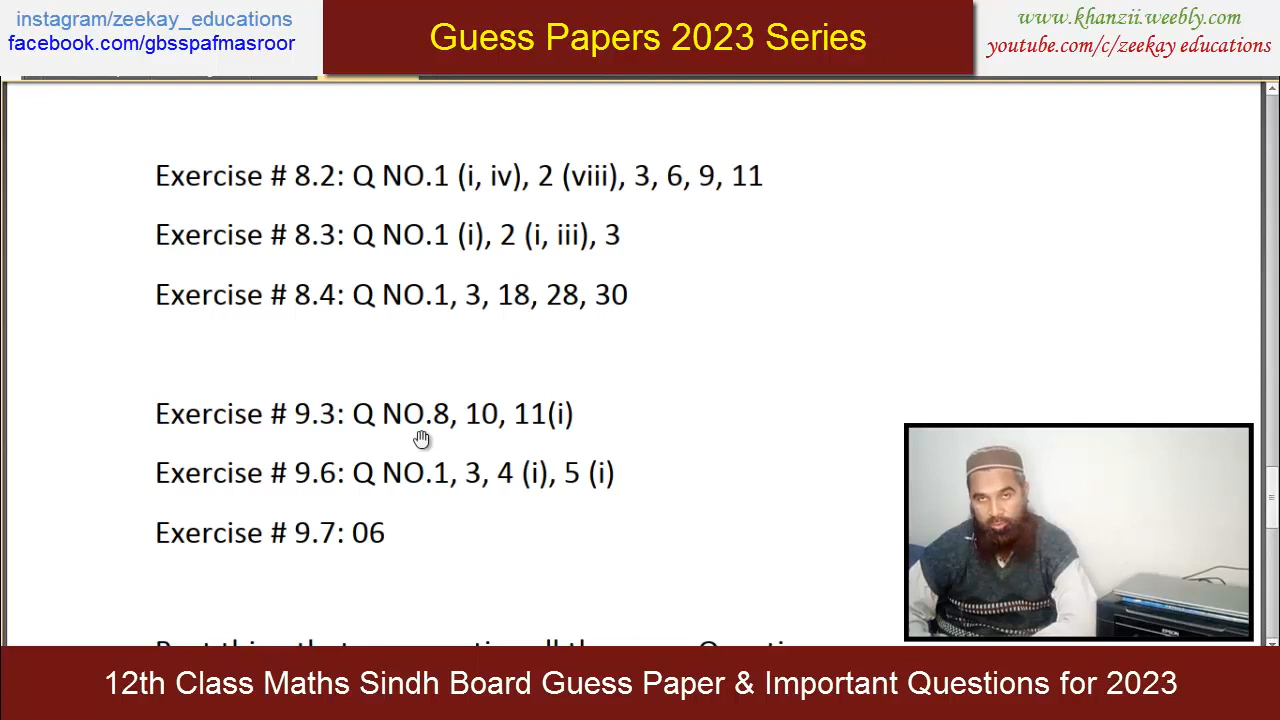 instagram/zeekay_educations
facebook.com/gbsspafmasroor
Guess Papers 2023 Series
www.khanzii.weebly.com
youtube.com/c/zeekay educations
Exercise # 8.2: Q NO.1 (i, iv), 2 (viii), 3, 6, 9, 11
Exercise # 8.3: Q NO.1 (i), 2 (i, iii), 3
Exercise # 8.4: Q NO.1, 3, 18, 28, 30
Exercise # 9.3: Q NO.8, 10, 11(i)
Exercise # 9.6: Q NO.1, 3, 4 (i), 5 (i)
Exercise # 9.7: 06
EPSON
12th Class Maths Sindh Board Guess Paper & Important Questions for 2023